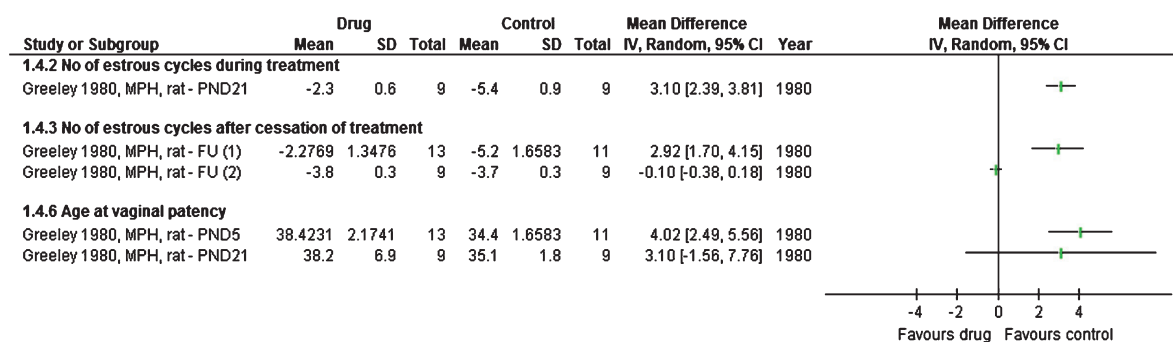 Drug Control Mean Difference Mean Difference
Study or Subgroup Mean SD Total Mean SD Total IV, Random, 95% CI Year IV, Random, 95% CI
1.4.2 No of estrous cycles during treatment
Greeley 1980, MPH, rat - PND21 -2.3 0.6 9 -5.4 0.9 9 3.10 [2.39, 3.81] 1980
1.4.3 No of estrous cycles after cessation of treatment
Greeley 1980, MPH, rat - FU (1) -2.2769 1.3476 13 -5.2 1.6583 11 2.92 [1.70, 4.15] 1980
Greeley 1980, MPH, rat - FU (2) -3.8 0.3 9 -3.7 0.3 9 -0.10 [-0.38, 0.18] 1980
1.4.6 Age at vaginal patency
Greeley 1980, MPH, rat - PND5 38.4231 2.1741 13 34.4 1.6583 11 4.02 [2.49, 5.56] 1980
Greeley 1980, MPH, rat - PND21 38.2 6.9 9 35.1 1.8 9 3.10 [-1.56, 7.76] 1980
-4 -2 0 2 4
Favours drug Favours control